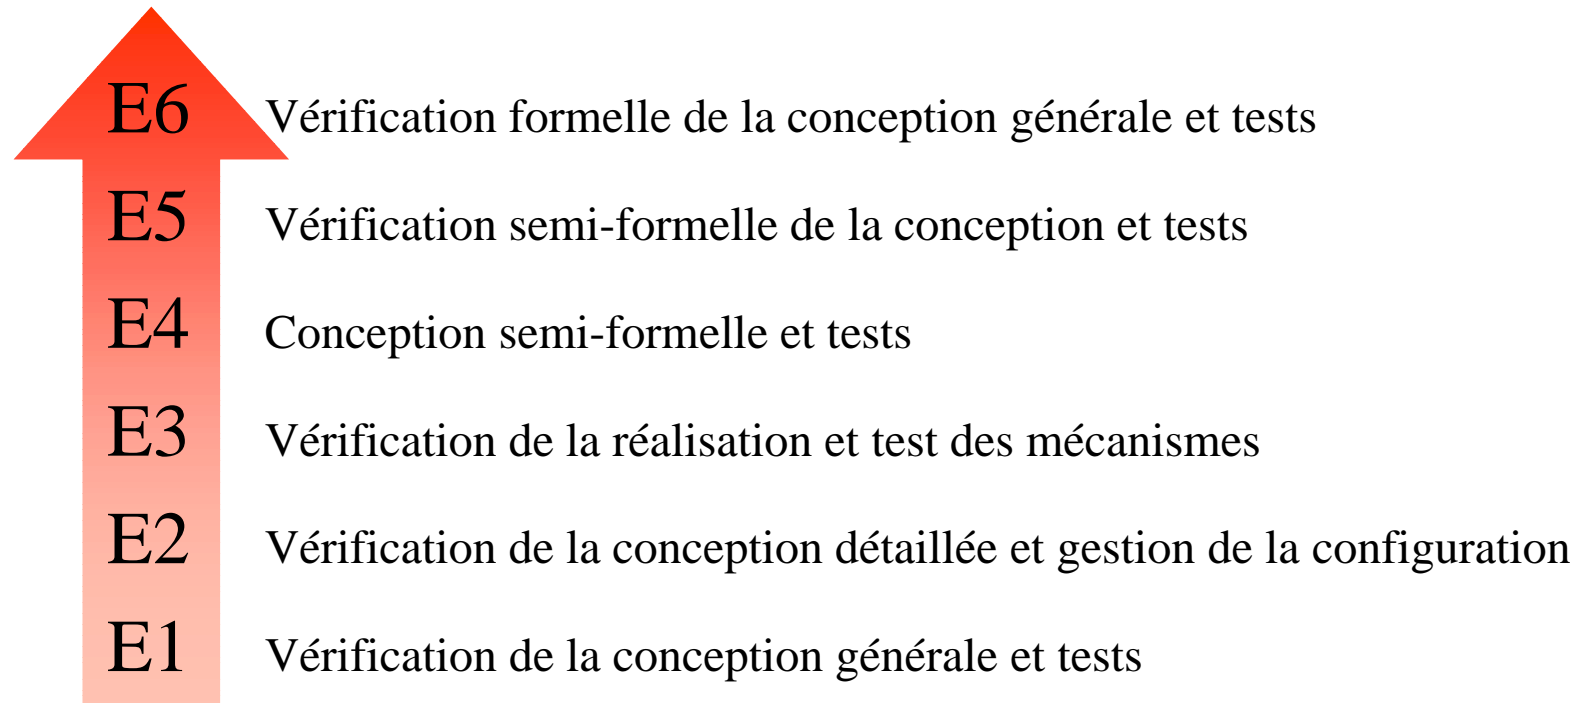 E6 Vérification formelle de la conception générale et tests
E5 Vérification semi-formelle de la conception et tests
E4 Conception semi-formelle et tests
E3 Vérification de la réalisation et test des mécanismes
E2 Vérification de la conception détaillée et gestion de la configuration
E1 Vérification de la conception générale et tests